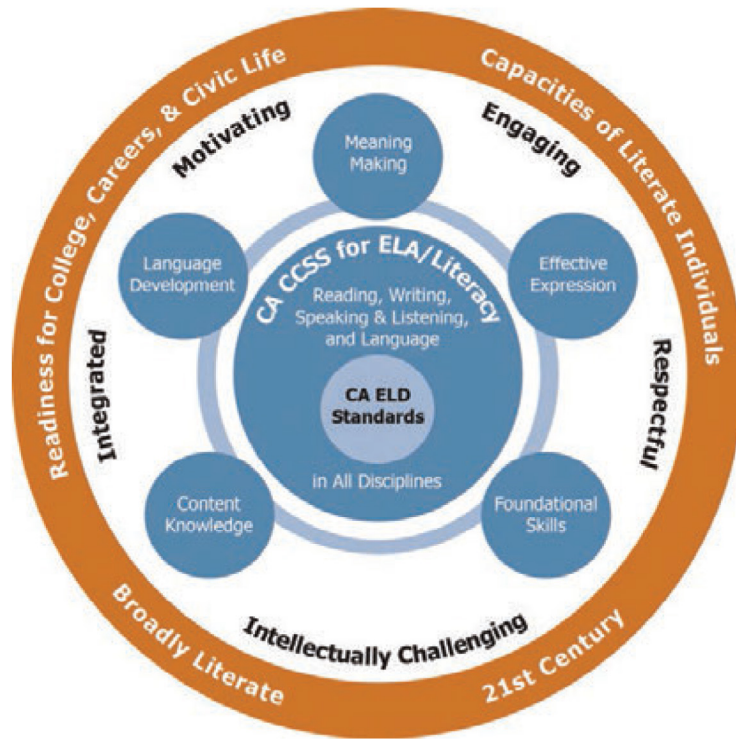 Readiness for College, Careers, & Civic Life
Capacities of Literate Individuals
Motivating
Engaging
Meaning
Making
Language
Development
Effective
Expression
CA CCSS for ELA/Literacy
Reading, Writing,
Speaking & Listening,
and Language
CA ELD
Standards
in All Disciplines
Integrated
Respectful
Content
Knowledge
Foundational
Skills
Intellectually Challenging
Broadly Literate
21st Century